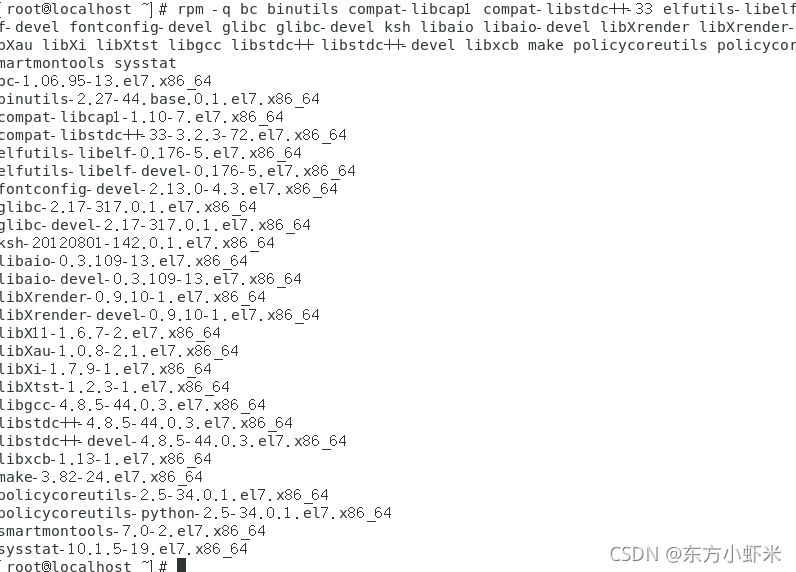 [root@localhost ~]# rpm -q bc binutils compat-libcap1 compat-libstdc++-33 elfutils-libelf
f-devel fontconfig-devel glibc glibc-devel ksh libaio libaio-devel libXrender libXrender-
bXau libXi libXtst libgcc libstdc++ libstdc++-devel libxcb make policycoreutils policycor
martmontools sysstat
bc-1.06.95-13.el7.x86_64
binutils-2.27-44.base.0.1.el7.x86_64
compat-libcap1-1.10-7.el7.x86_64
compat-libstdc++-33-3.2.3-72.el7.x86_64
elfutils-libelf-0.176-5.el7.x86_64
elfutils-libelf-devel-0.176-5.el7.x86_64
fontconfig-devel-2.13.0-4.3.el7.x86_64
glibc-2.17-317.0.1.el7.x86_64
glibc-devel-2.17-317.0.1.el7.x86_64
ksh-20120801-142.0.1.el7.x86_64
libaio-0.3.109-13.el7.x86_64
libaio-devel-0.3.109-13.el7.x86_64
libXrender-0.9.10-1.el7.x86_64
libXrender-devel-0.9.10-1.el7.x86_64
libX11-1.6.7-2.el7.x86_64
libXau-1.0.8-2.1.el7.x86_64
libXi-1.7.9-1.el7.x86_64
libXtst-1.2.3-1.el7.x86_64
libgcc-4.8.5-44.0.3.el7.x86_64
libstdc++-4.8.5-44.0.3.el7.x86_64
libstdc++-devel-4.8.5-44.0.3.el7.x86_64
libxcb-1.13-1.el7.x86_64
make-3.82-24.el7.x86_64
policycoreutils-2.5-34.0.1.el7.x86_64
policycoreutils-python-2.5-34.0.1.el7.x86_64
smartmontools-7.0-2.el7.x86_64
sysstat-10.1.5-19.el7.x86_64
[root@localhost ~]#
CSDN @东方小虾米